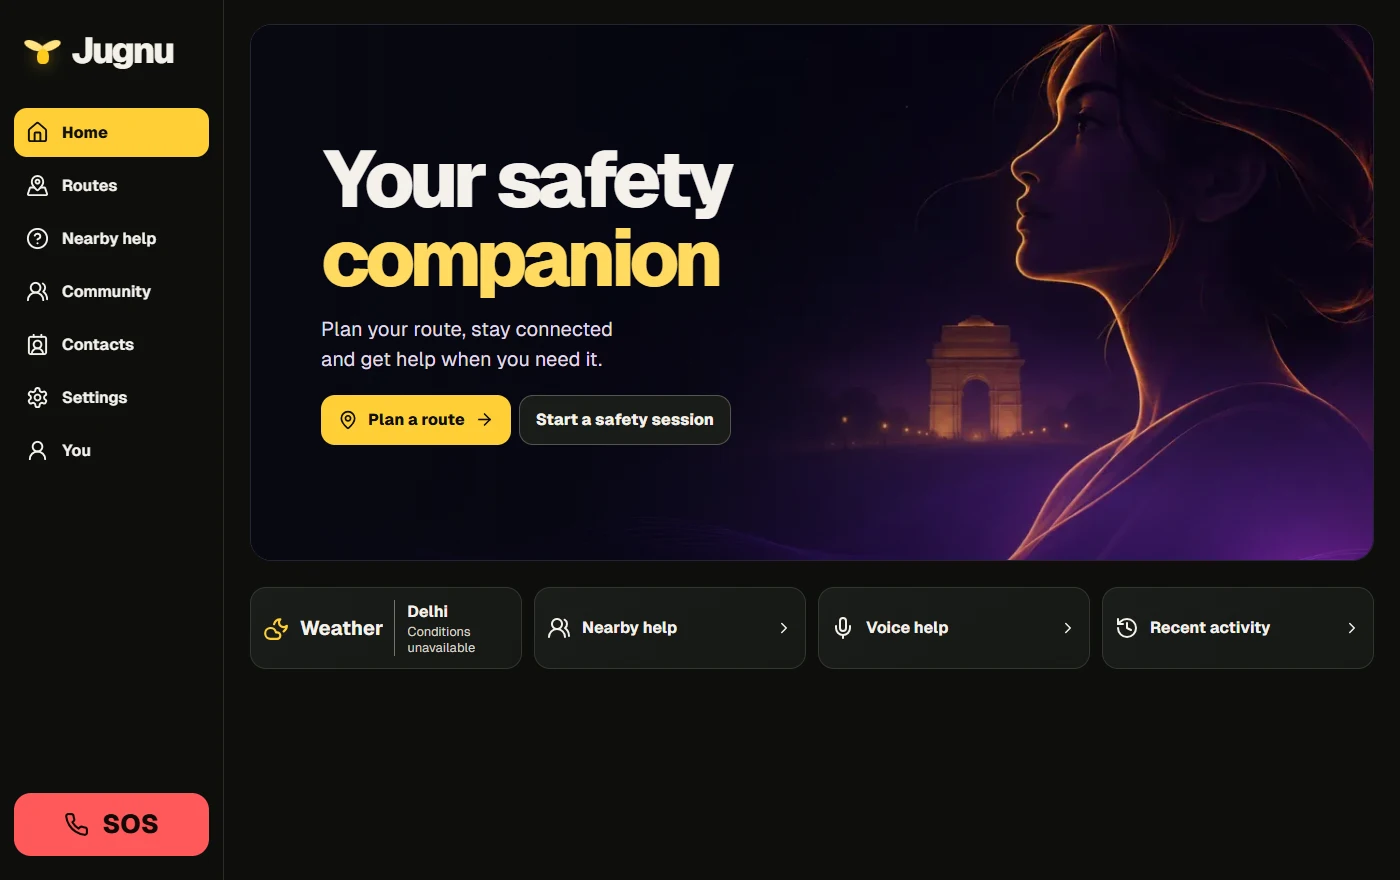 Jugnu
Home
Routes
Nearby help
Community
Contacts
Settings
You
SOS
Your safety
companion
Plan your route, stay connected
and get help when you need it.
Plan a route
Start a safety session
Weather
Delhi
Conditions
unavailable
Nearby help
Voice help
Recent activity